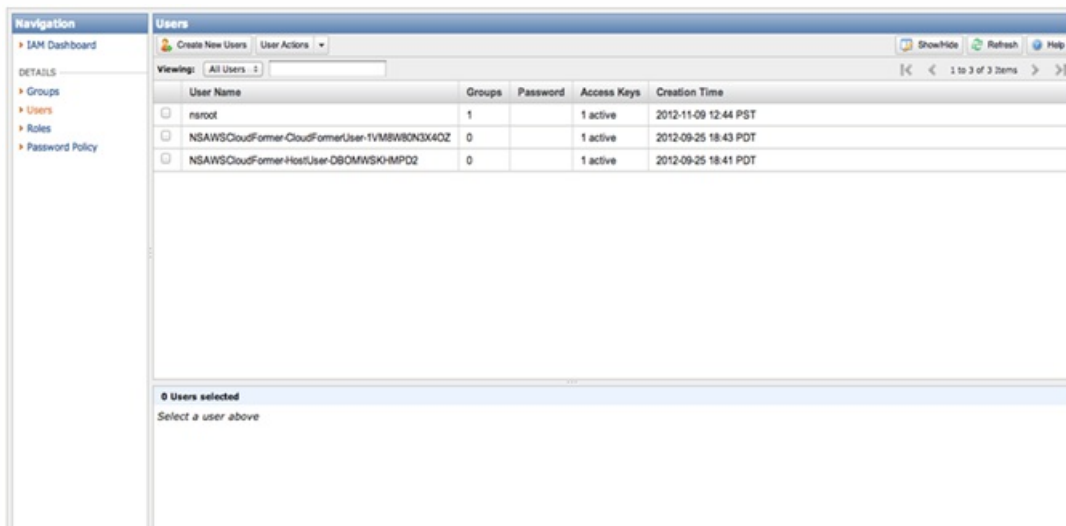 Navigation
IAM Dashboard
DETAILS
Groups
Users
Roles
Password Policy
Users
Create New Users User Actions Show/Hide Refresh Help
Viewing: All Users 1 to 3 of 3 Items
User Name Groups Password Access Keys Creation Time
nsroot 1 1 active 2012-11-09 12:44 PST
NSAWSCloudFormer-CloudFormerUser-1VM8W80N3X4OZ 0 1 active 2012-09-25 18:43 PDT
NSAWSCloudFormer-HostUser-DBOMWSKHMPD2 0 1 active 2012-09-25 18:41 PDT
0 Users selected
Select a user above